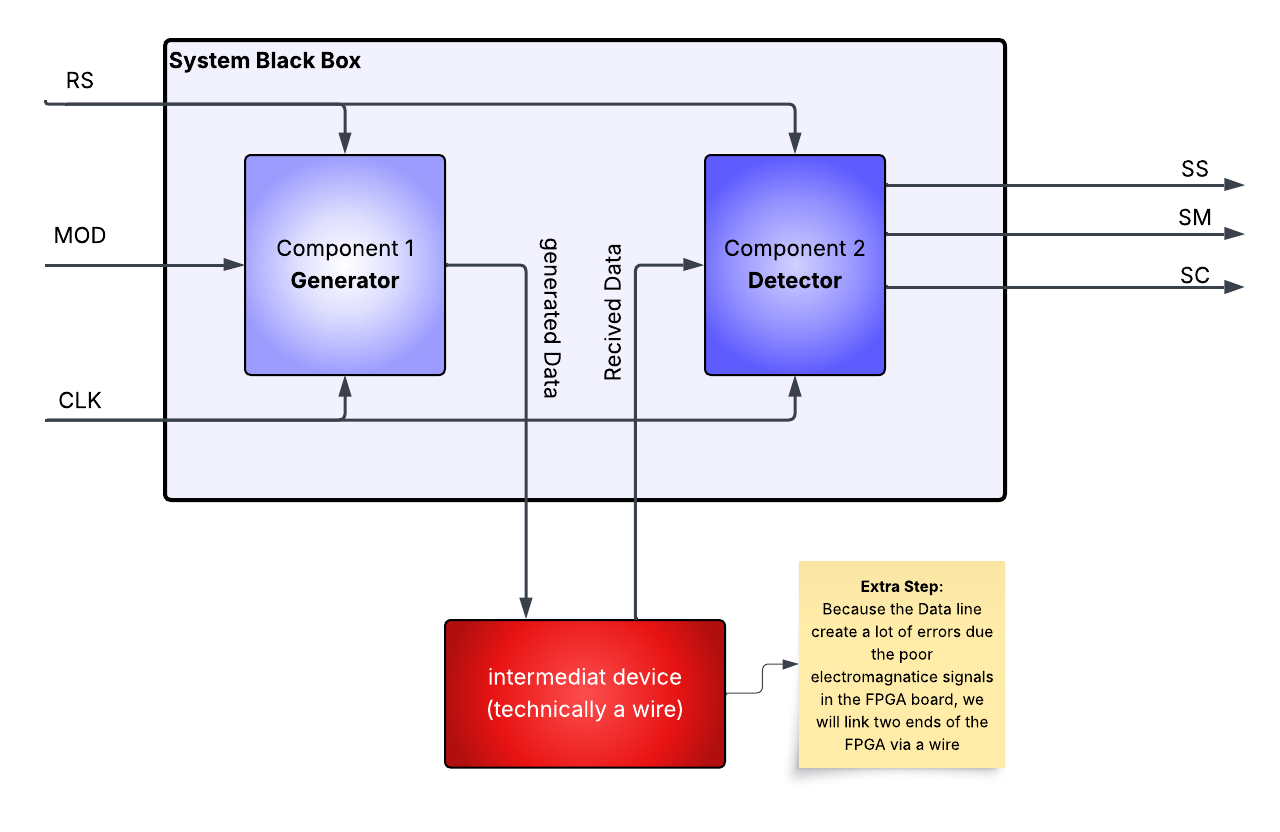 System Black Box
RS
MOD
CLK
Component 1
Generator
generated Data
Recived Data
Component 2
Detector
SS
SM
SC
intermediat device
(technically a wire)
Extra Step:
Because the Data line
create a lot of errors due
the poor
electromagnatice signals
in the FPGA board, we
will link two ends of the
FPGA via a wire